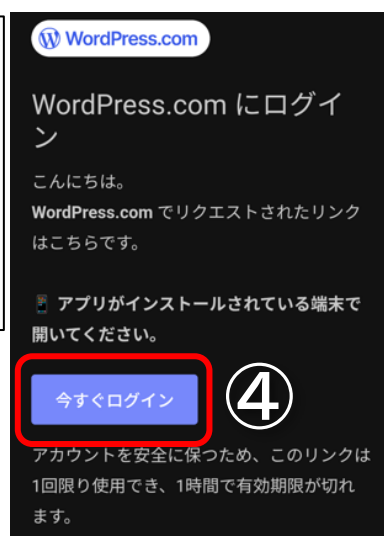 WordPress.com
WordPress.com にログイ
ン
こんにちは。
WordPress.com でリクエストされたリンク
はこちらです。
📱 アプリがインストールされている端末で
開いてください。
今すぐログイン
④
アカウントを安全に保つため、このリンクは
1回限り使用でき、1時間で有効期限が切れ
ます。